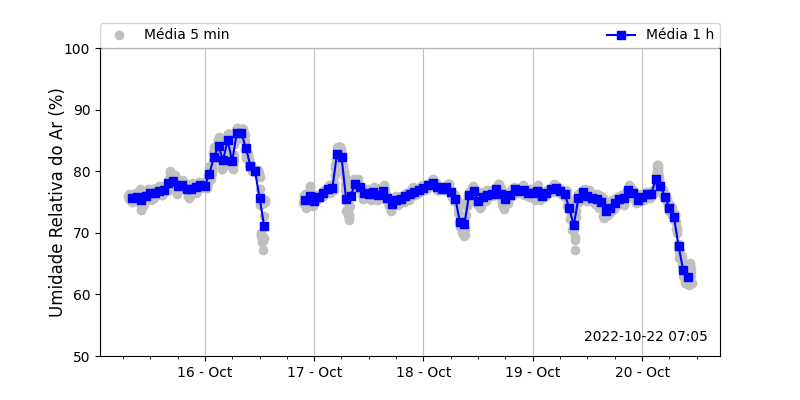 Média 5 min
Média 1 h
Umidade Relativa do Ar (%)
100
90
80
70
60
50
2022-10-22 07:05
16 - Oct
17 - Oct
18 - Oct
19 - Oct
20 - Oct